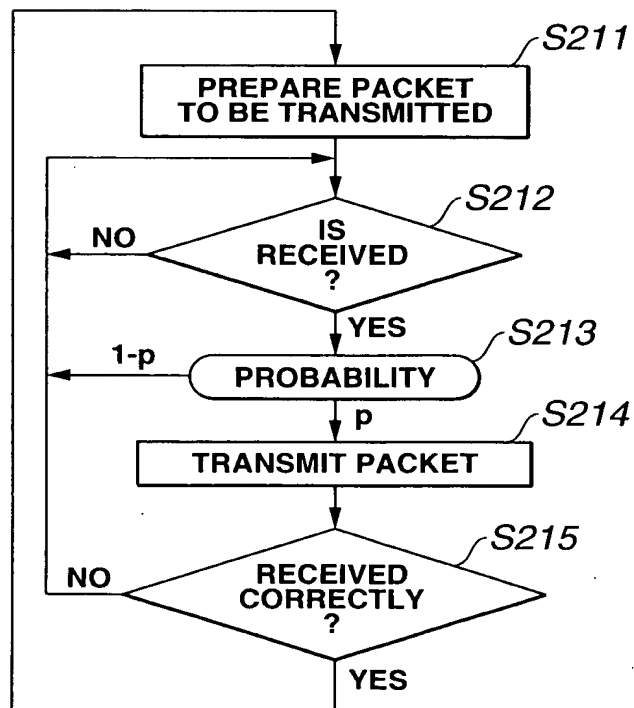 S211
PREPARE PACKET
TO BE TRANSMITTED
S212
IS
RECEIVED
?
NO
YES
S213
1-p
PROBABILITY
p
S214
TRANSMIT PACKET
S215
RECEIVED
CORRECTLY
?
NO
YES